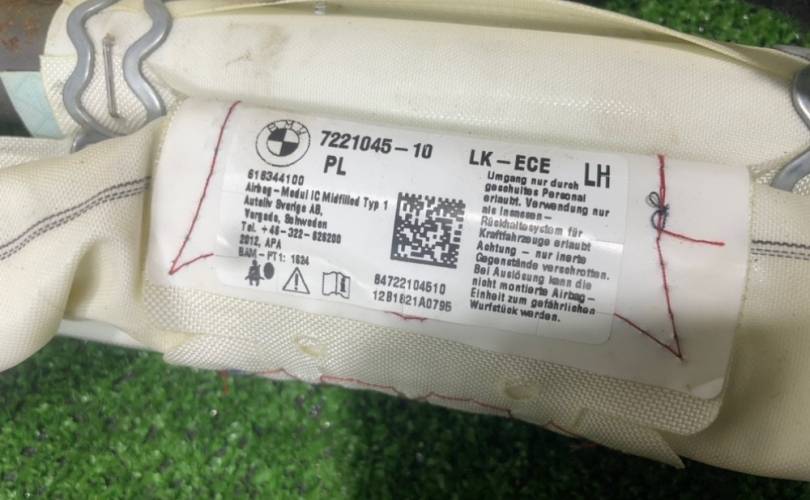 BMW
7221045-10
PL
LK-ECE
LH
618344100
Airbag-Modul IC Midfilled Typ 1
Autoliv Sverige AB,
Vargada, Schweden
Tel. +46-322-626200
2012, APA
BAM-PT1: 1624
84722104510
12B1821A0795
Umgang nur durch
geschultes Personal
erlaubt. Verwendung nur
als Insassen-
Rückhaltesystem für
Kraftfahrzeuge erlaubt
Achtung - nur inerte
Gegenstände verschrotten.
Bei Auslösung kann die
nicht montierte Airbag-
Einheit zum gefährlichen
Wurfstück werden.